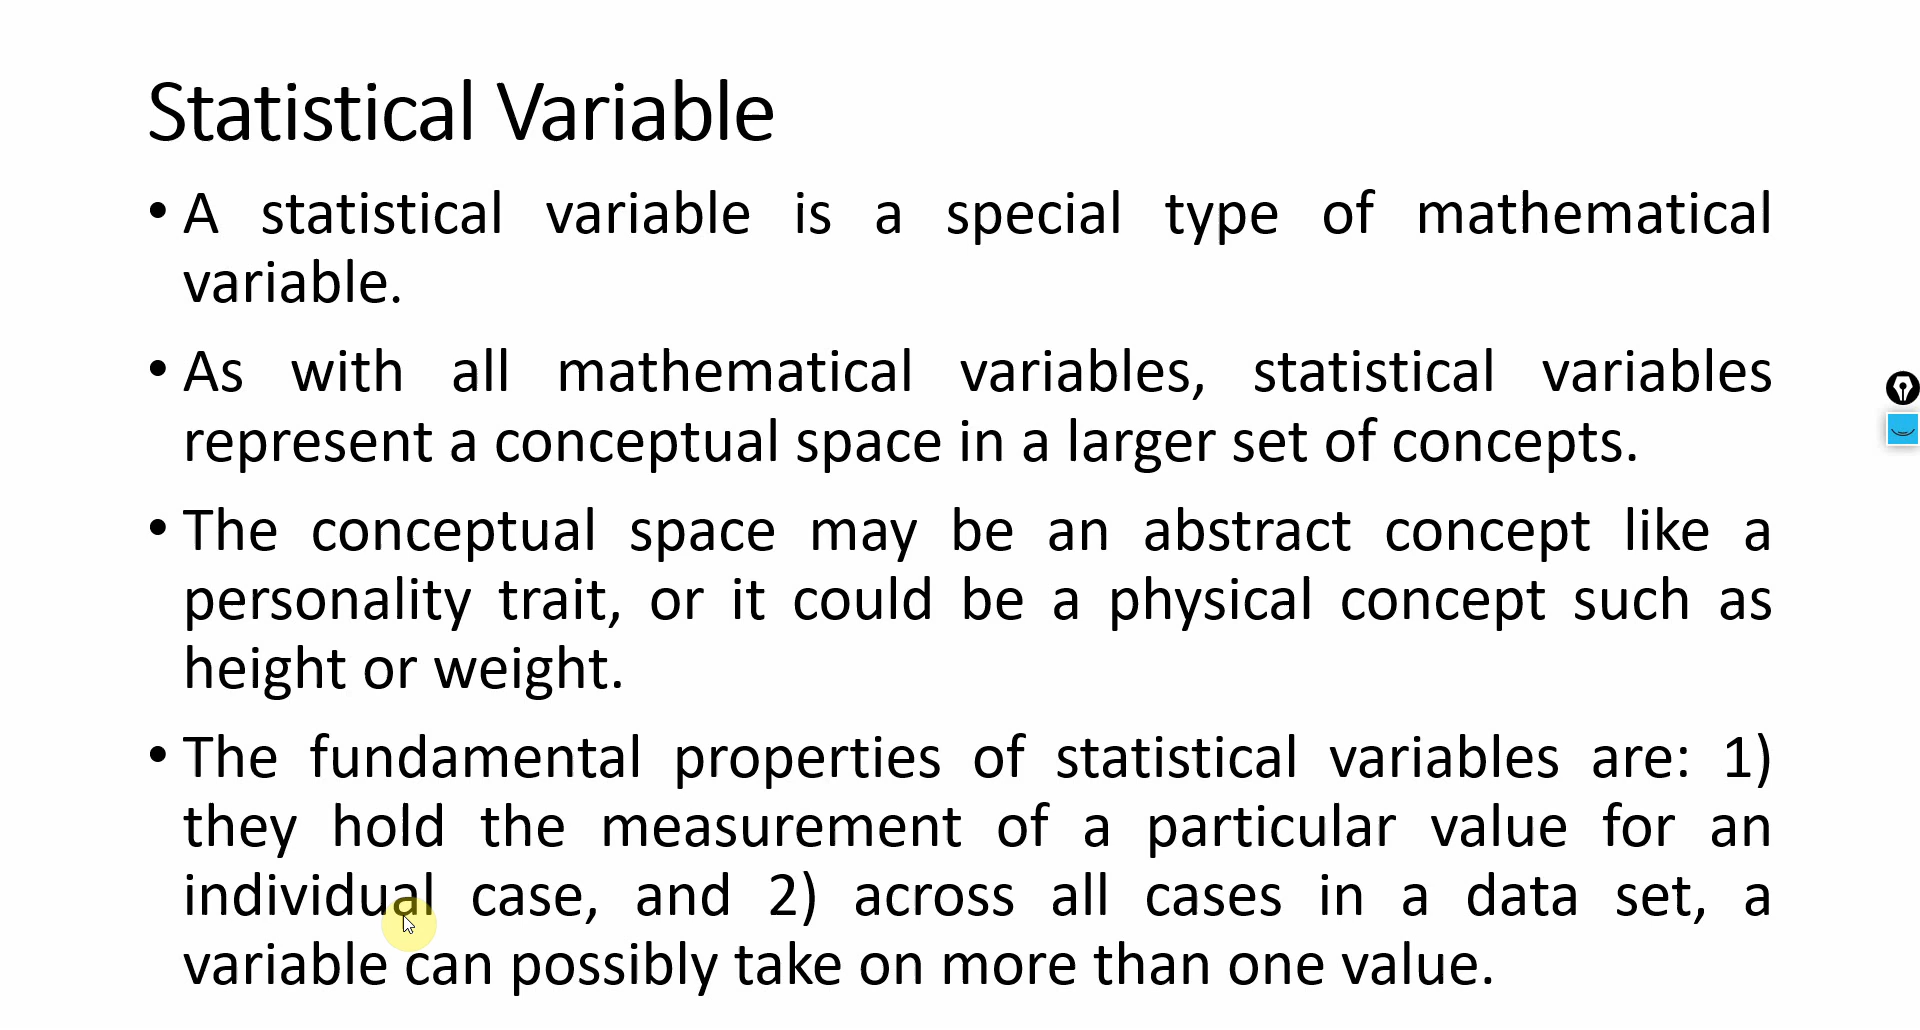 Statistical Variable
• A statistical variable is a special type of mathematical
variable.
• As with all mathematical variables, statistical variables
represent a conceptual space in a larger set of concepts.
• The conceptual space may be an abstract concept like a
personality trait, or it could be a physical concept such as
height or weight.
• The fundamental properties of statistical variables are: 1)
they hold the measurement of a particular value for an
individual case, and 2) across all cases in a data set, a
variable can possibly take on more than one value.